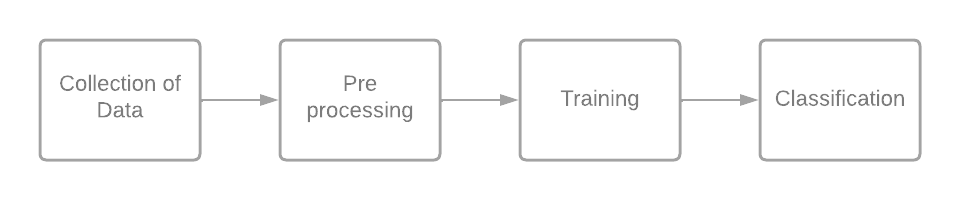 Collection of
Data
Pre
processing
Training
Classification